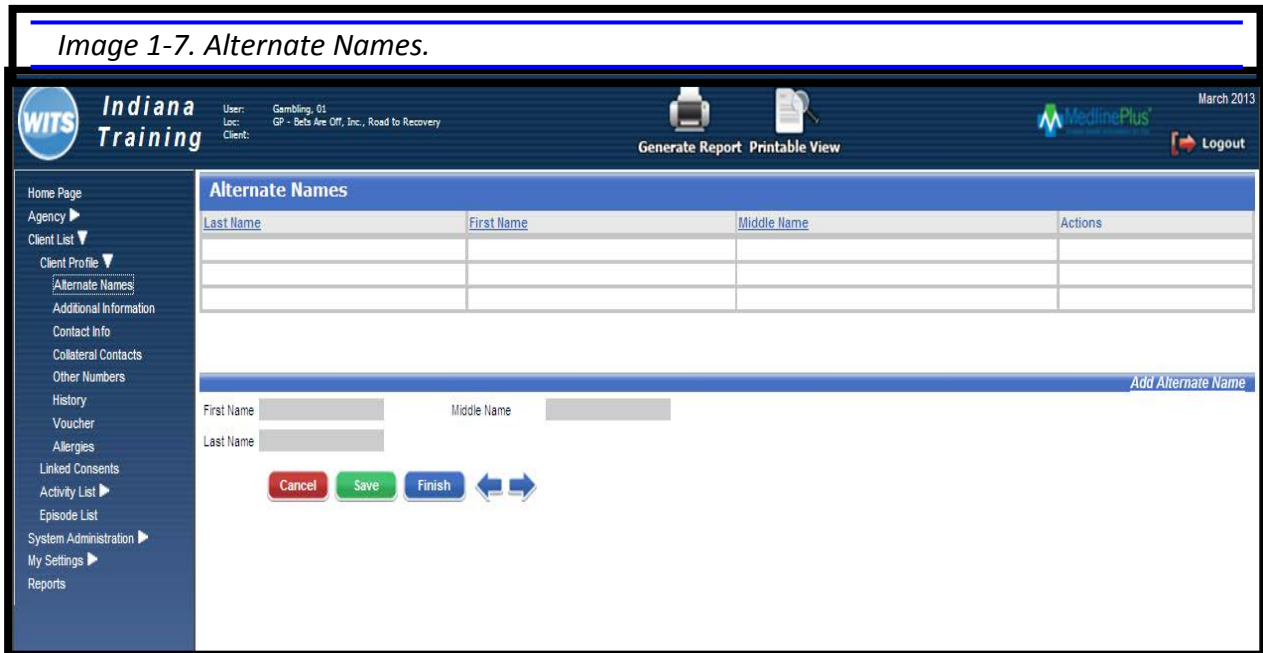 Image 1-7. Alternate Names.
WITS
Indiana
Training
User: Gambling, 01
Loc: GP - Bets Are Off, Inc., Road to Recovery
Client:
Generate Report Printable View
MedlinePlus
March 2013
Logout
Home Page
Agency
Client List
Client Profile
Alternate Names
Additional Information
Contact Info
Collateral Contacts
Other Numbers
History
Voucher
Allergies
Linked Consents
Activity List
Episode List
System Administration
My Settings
Reports
Alternate Names
Last Name First Name Middle Name Actions
Add Alternate Name
First Name Middle Name
Last Name
Cancel Save Finish